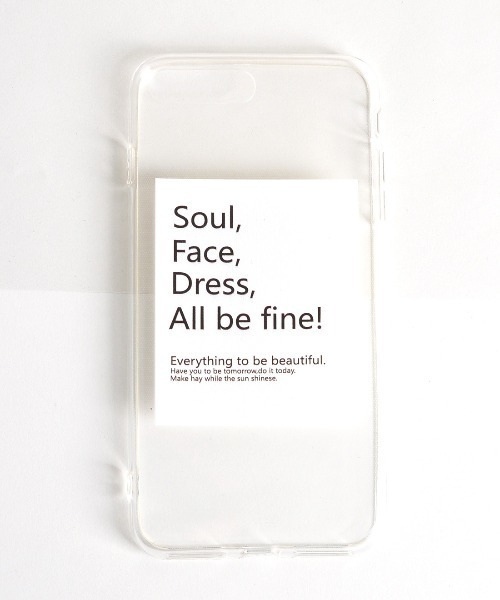 Soul,
Face,
Dress,
All be fine!
Everything to be beautiful.
Have you to be tomorrow,do it today.
Make hay while the sun shinese.